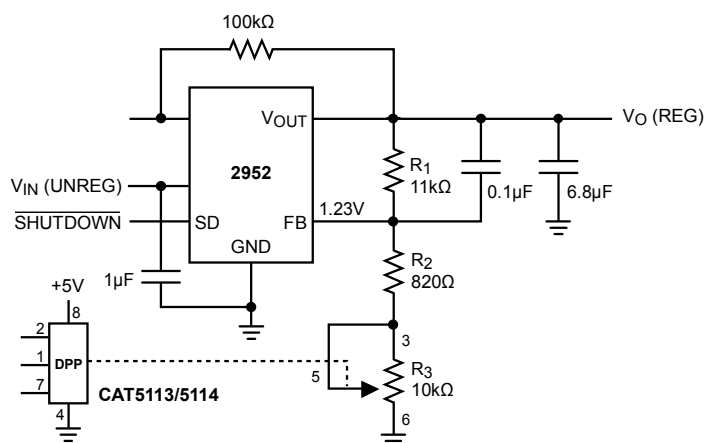 100kΩ
VOUT
VO (REG)
2952
R1
11kΩ
0.1µF
6.8µF
VIN (UNREG)
SHUTDOWN
SD
FB
1.23V
GND
R2
820Ω
1µF
+5V
8
2
1
7
4
DPP
CAT5113/5114
3
5
R3
10kΩ
6